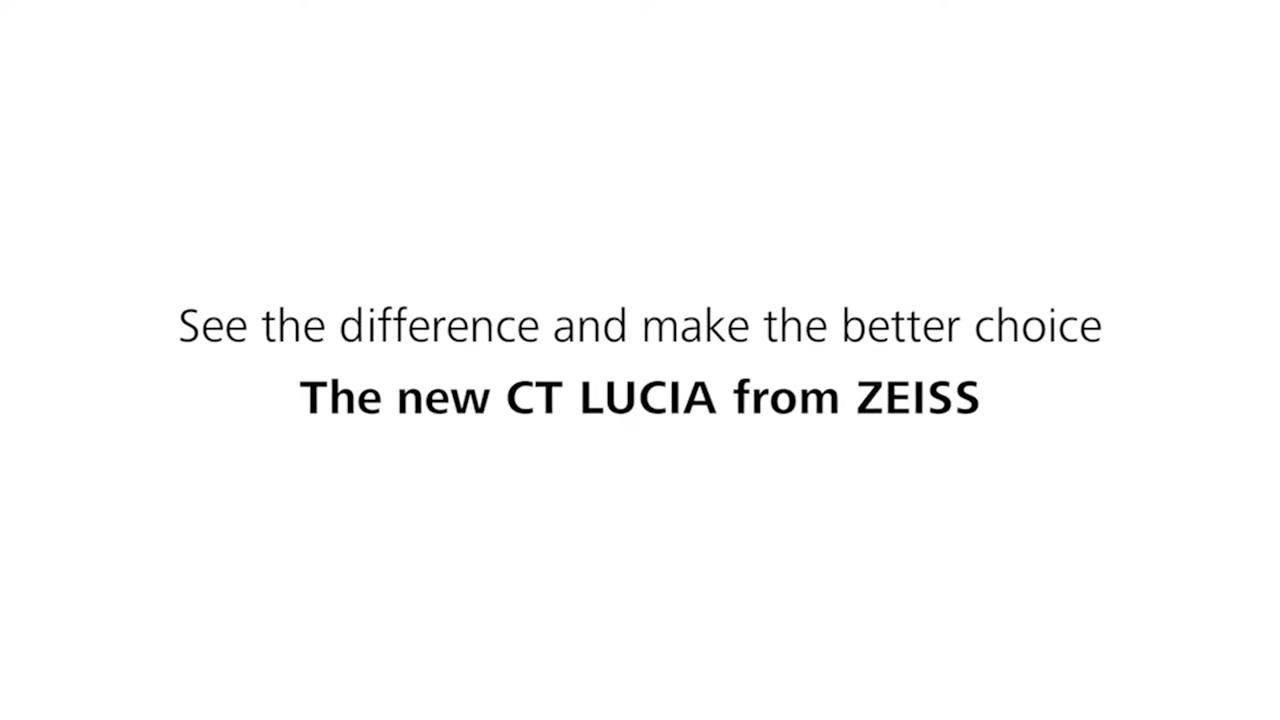 See the difference and make the better choice
The new CT LUCIA from ZEISS